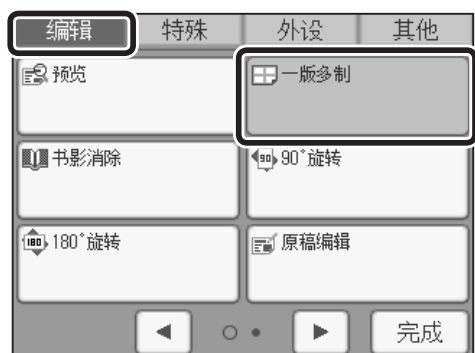 编辑 特殊 外设 其他
预览 一版多制
书影消除 90°旋转
180°旋转 原稿编辑
完成